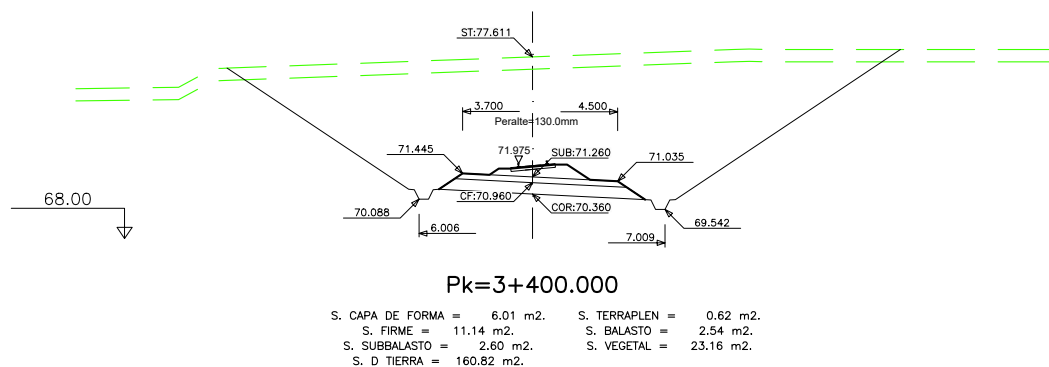 ST:77.611
3.700 4.500
Peralte=130.0mm
71.445 71.975 SUB:71.260 71.035
68.00 CF:70.960
70.088 COR:70.360 69.542
6.006 7.009
Pk=3+400.000
S. CAPA DE FORMA = 6.01 m2. S. TERRAPLEN = 0.62 m2.
S. FIRME = 11.14 m2. S. BALASTO = 2.54 m2.
S. SUBBALASTO = 2.60 m2. S. VEGETAL = 23.16 m2.
S. D TIERRA = 160.82 m2.